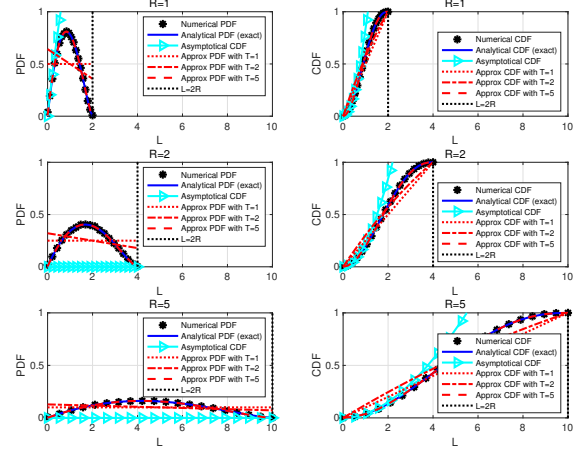 R=1
PDF
1
0.5
0
Numerical PDF
Analytical PDF (exact)
Asymptotical CDF
Approx PDF with T=1
Approx PDF with T=2
Approx PDF with T=5
L=2R
0 2 4 6 8 10
L
R=1
CDF
1
0.5
0
Numerical CDF
Analytical CDF (exact)
Asymptotical CDF
Approx CDF with T=1
Approx CDF with T=2
Approx CDF with T=5
L=2R
0 2 4 6 8 10
L
R=2
PDF
1
0.5
0
Numerical PDF
Analytical PDF (exact)
Asymptotical CDF
Approx PDF with T=1
Approx PDF with T=2
Approx PDF with T=5
L=2R
0 2 4 6 8 10
L
R=2
CDF
1
0.5
0
Numerical CDF
Analytical CDF (exact)
Asymptotical CDF
Approx CDF with T=1
Approx CDF with T=2
Approx CDF with T=5
L=2R
0 2 4 6 8 10
L
R=5
PDF
1
0.5
0
Numerical PDF
Analytical PDF (exact)
Asymptotical CDF
Approx PDF with T=1
Approx PDF with T=2
Approx PDF with T=5
L=2R
0 2 4 6 8 10
L
R=5
CDF
1
0.5
0
Numerical CDF
Analytical CDF (exact)
Asymptotical CDF
Approx CDF with T=1
Approx CDF with T=2
Approx CDF with T=5
L=2R
0 2 4 6 8 10
L